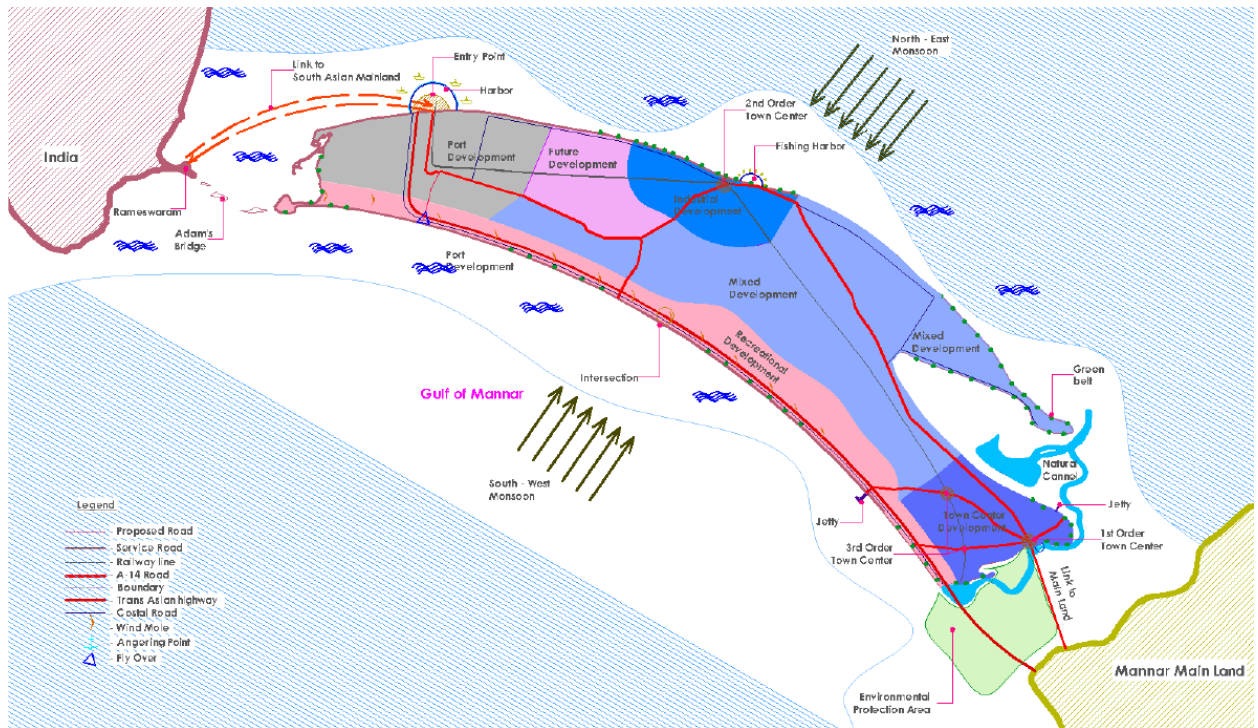 North - East
Monsoon
Entry Point
Link to
South Asian Mainland
Harbor
2nd Order
Town Center
Port
Development
Future
Development
Fishing Harbor
India
Industrial
Development
Rameswaram
Adam's
Bridge
Port
Development
Mixed
Development
Recreational
Development
Mixed
Development
Intersection
Green
belt
Gulf of Mannar
Natural
Cannel
South - West
Monsoon
Jetty
Jetty
Town Center
Development
1st Order
Town Center
3rd Order
Town Center
Link to
Main Land
Legend
Proposed Road
Service Road
Railway line
A-14 Road
Boundary
Trans Asian highway
Costal Road
Wind Mole
Angering Point
Fly Over
Environmental
Protection Area
Mannar Main Land